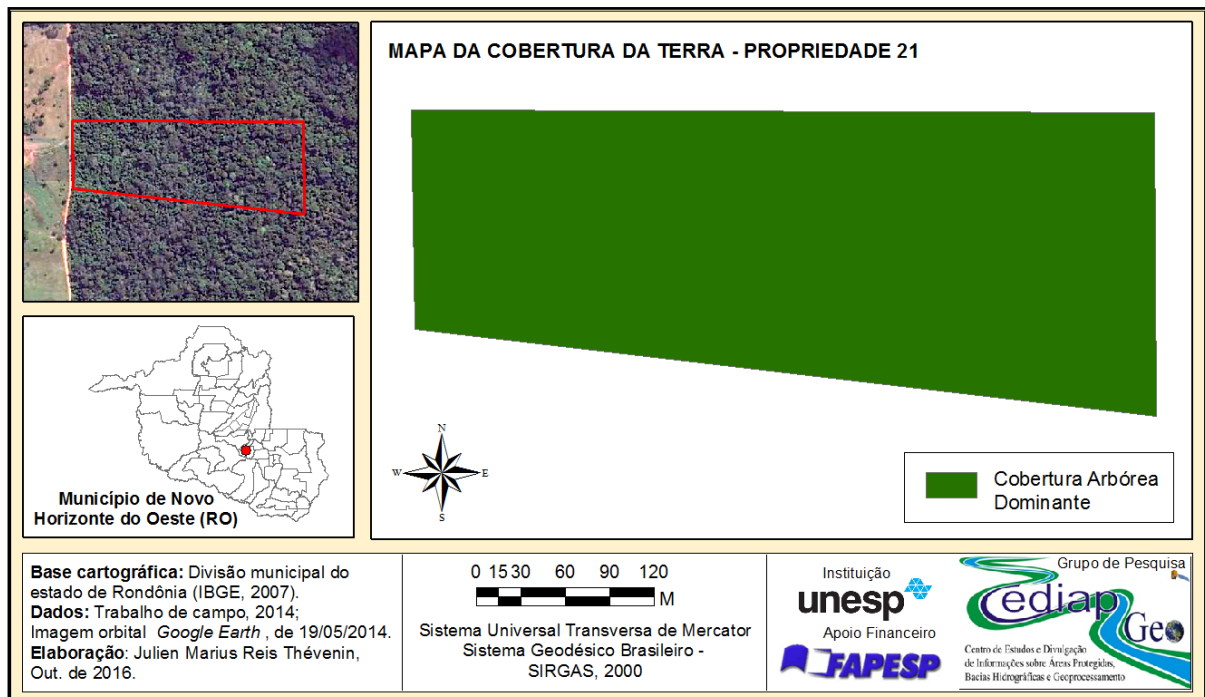 MAPA DA COBERTURA DA TERRA - PROPRIEDADE 21
N
W
E
S
Cobertura Arbórea
Dominante
Município de Novo
Horizonte do Oeste (RO)
Base cartográfica: Divisão municipal do
estado de Rondônia (IBGE, 2007).
Dados: Trabalho de campo, 2014;
Imagem orbital Google Earth , de 19/05/2014.
Elaboração: Julien Marius Reis Thévenin,
Out. de 2016.
0 15 30 60 90 120
M
Sistema Universal Transversa de Mercator
Sistema Geodésico Brasileiro -
SIRGAS, 2000
Instituição
unesp
Apoio Financeiro
FAPESP
Grupo de Pesquisa
Cediap
Geo
Centro de Estudos e Divulgação
de Informações sobre Áreas Protegidas,
Bacias Hidrográficas e Geoprocessamento